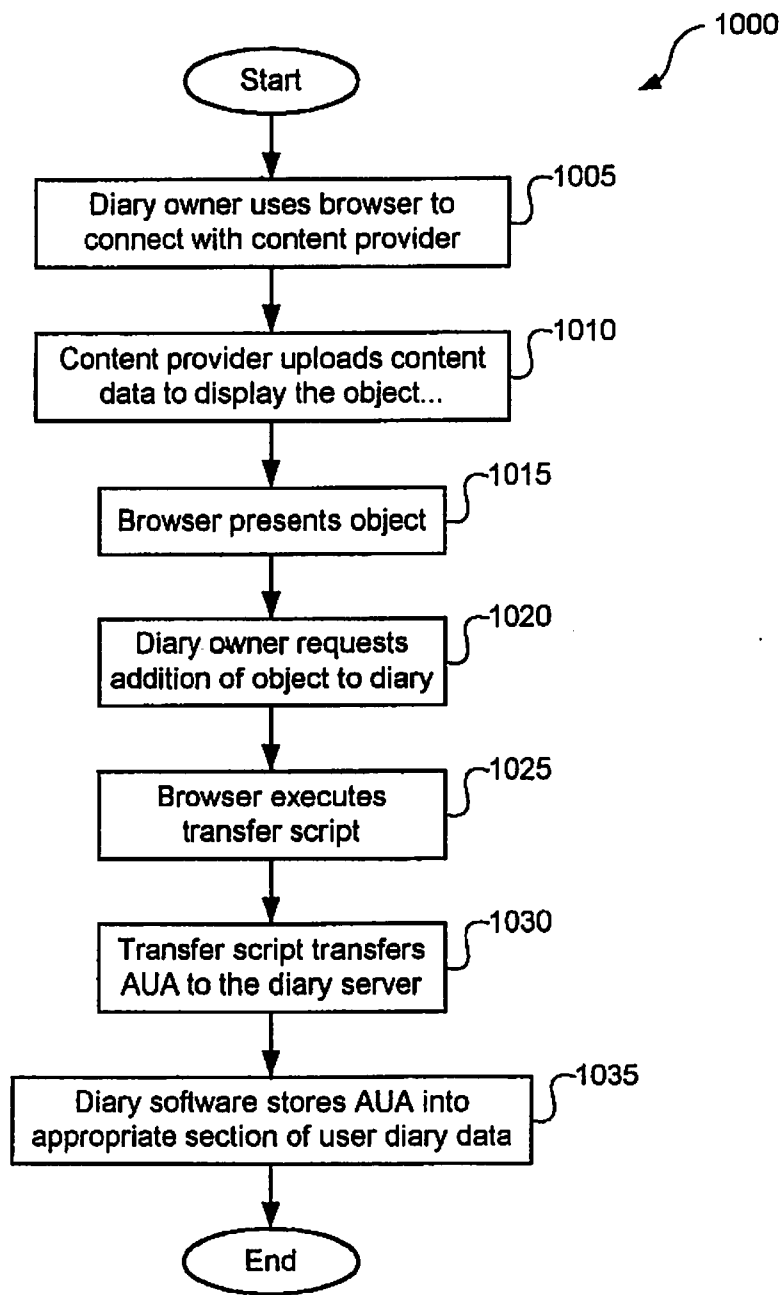 1000
Start
1005
Diary owner uses browser to
connect with content provider
1010
Content provider uploads content
data to display the object...
1015
Browser presents object
1020
Diary owner requests
addition of object to diary
1025
Browser executes
transfer script
1030
Transfer script transfers
AUA to the diary server
1035
Diary software stores AUA into
appropriate section of user diary data
End